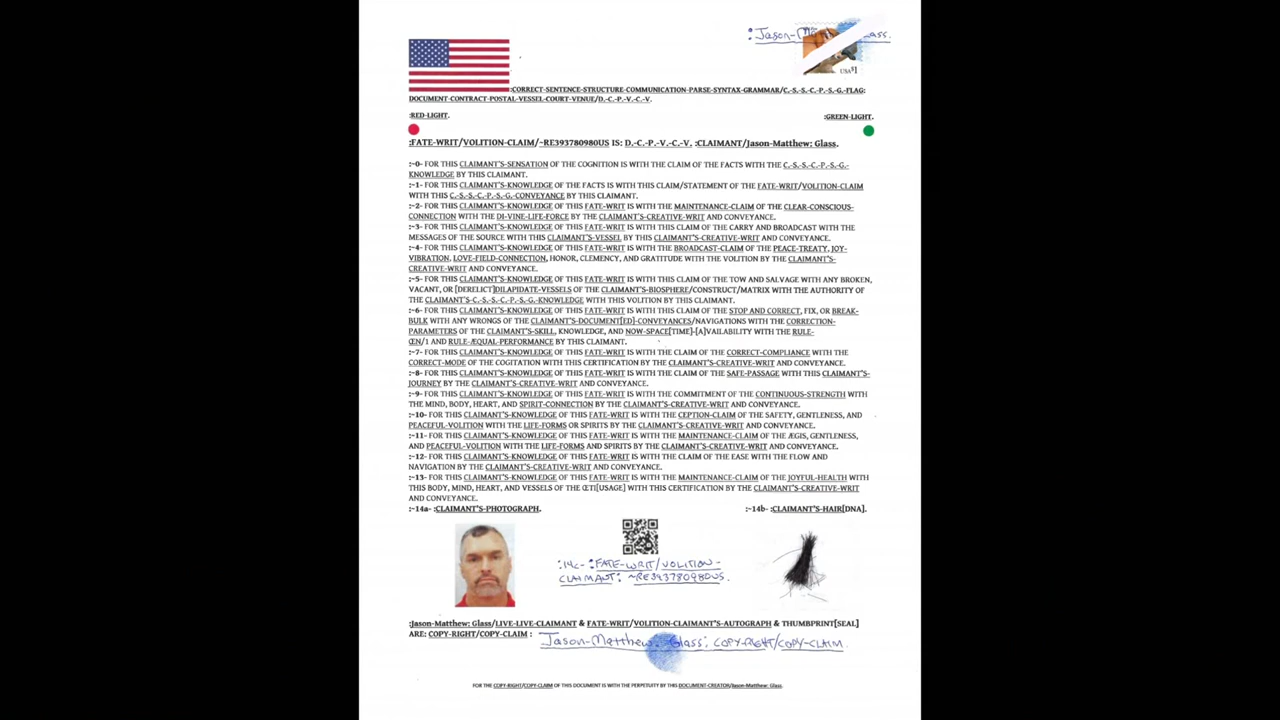 :Jason-M Glass.
USA $1
:CORRECT-SENTENCE-STRUCTURE-COMMUNICATION-PARSE-SYNTAX-GRAMMAR/C.-S.-S.-C.-P.-S.-G.-FLAG:
DOCUMENT-CONTRACT-POSTAL-VESSEL-COURT-VENUE/D.-C.-P.-V.-C.-V.
:RED-LIGHT.
:GREEN-LIGHT.
:FATE-WRIT/VOLITION-CLAIM/~RE393780980US IS: D.-C.-P.-V.-C.-V. :CLAIMANT/Jason-Matthew: Glass.
:~0~ FOR THIS CLAIMANT'S-SENSATION OF THE COGNITION IS WITH THE CLAIM OF THE FACTS WITH THE C.-S.-S.-C.-P.-S.-G.-
KNOWLEDGE BY THIS CLAIMANT.
:~1~ FOR THIS CLAIMANT'S-KNOWLEDGE OF THE FACTS IS WITH THIS CLAIM/STATEMENT OF THE FATE-WRIT/VOLITION-CLAIM
WITH THIS C.-S.-S.-C.-P.-S.-G.-CONVEYANCE BY THIS CLAIMANT.
:~2~ FOR THIS CLAIMANT'S-KNOWLEDGE OF THIS FATE-WRIT IS WITH THE MAINTENANCE-CLAIM OF THE CLEAR-CONSCIOUS-
CONNECTION WITH THE DI-VINE-LIFE-FORCE BY THE CLAIMANT'S-CREATIVE-WRIT AND CONVEYANCE.
:~3~ FOR THIS CLAIMANT'S-KNOWLEDGE OF THIS FATE-WRIT IS WITH THIS CLAIM OF THE CARRY AND BROADCAST WITH THE
MESSAGES OF THE SOURCE WITH THIS CLAIMANT'S-VESSEL BY THIS CLAIMANT'S-CREATIVE-WRIT AND CONVEYANCE.
:~4~ FOR THIS CLAIMANT'S-KNOWLEDGE OF THIS FATE-WRIT IS WITH THE BROADCAST-CLAIM OF THE PEACE-TREATY, JOY-
VIBRATION, LOVE-FIELD-CONNECTION, HONOR, CLEMENCY, AND GRATITUDE WITH THE VOLITION BY THE CLAIMANT'S-
CREATIVE-WRIT AND CONVEYANCE.
:~5~ FOR THIS CLAIMANT'S-KNOWLEDGE OF THIS FATE-WRIT IS WITH THIS CLAIM OF THE TOW AND SALVAGE WITH ANY BROKEN,
VACANT, OR [DERELICT]DILAPIDATE-VESSELS OF THE CLAIMANT'S-BIOSPHERE/CONSTRUCT/MATRIX WITH THE AUTHORITY OF
THE CLAIMANT'S-C.-S.-S.-C.-P.-S.-G.-KNOWLEDGE WITH THIS VOLITION BY THIS CLAIMANT.
:~6~ FOR THIS CLAIMANT'S-KNOWLEDGE OF THIS FATE-WRIT IS WITH THIS CLAIM OF THE STOP AND CORRECT, FIX, OR BREAK-
BULK WITH ANY WRONGS OF THE CLAIMANT'S-DOCUMENT[ED]-CONVEYANCES/NAVIGATIONS WITH THE CORRECTION-
PARAMETERS OF THE CLAIMANT'S-SKILL, KNOWLEDGE, AND NOW-SPACE[TIME]-[A]VAILABILITY WITH THE RULE-
ŒN/1 AND RULE-ÆQUAL-PERFORMANCE BY THIS CLAIMANT.
:~7~ FOR THIS CLAIMANT'S-KNOWLEDGE OF THIS FATE-WRIT IS WITH THE CLAIM OF THE CORRECT-COMPLIANCE WITH THE
CORRECT-MODE OF THE COGITATION WITH THIS CERTIFICATION BY THE CLAIMANT'S-CREATIVE-WRIT AND CONVEYANCE.
:~8~ FOR THIS CLAIMANT'S-KNOWLEDGE OF THIS FATE-WRIT IS WITH THE CLAIM OF THE SAFE-PASSAGE WITH THIS CLAIMANT'S-
JOURNEY BY THE CLAIMANT'S-CREATIVE-WRIT AND CONVEYANCE.
:~9~ FOR THIS CLAIMANT'S-KNOWLEDGE OF THIS FATE-WRIT IS WITH THE COMMITMENT OF THE CONTINUOUS-STRENGTH WITH
THE MIND, BODY, HEART, AND SPIRIT-CONNECTION BY THE CLAIMANT'S-CREATIVE-WRIT AND CONVEYANCE.
:~10~ FOR THIS CLAIMANT'S-KNOWLEDGE OF THIS FATE-WRIT IS WITH THE CEPTION-CLAIM OF THE SAFETY, GENTLENESS, AND
PEACEFUL-VOLITION WITH THE LIFE-FORMS OR SPIRITS BY THE CLAIMANT'S-CREATIVE-WRIT AND CONVEYANCE.
:~11~ FOR THIS CLAIMANT'S-KNOWLEDGE OF THIS FATE-WRIT IS WITH THE MAINTENANCE-CLAIM OF THE ÆGIS, GENTLENESS,
AND PEACEFUL-VOLITION WITH THE LIFE-FORMS AND SPIRITS BY THE CLAIMANT'S-CREATIVE-WRIT AND CONVEYANCE.
:~12~ FOR THIS CLAIMANT'S-KNOWLEDGE OF THIS FATE-WRIT IS WITH THE CLAIM OF THE EASE WITH THE FLOW AND
NAVIGATION BY THE CLAIMANT'S-CREATIVE-WRIT AND CONVEYANCE.
:~13~ FOR THIS CLAIMANT'S-KNOWLEDGE OF THIS FATE-WRIT IS WITH THE MAINTENANCE-CLAIM OF THE JOYFUL-HEALTH WITH
THIS BODY, MIND, HEART, AND VESSELS OF THE ŒTI[USAGE] WITH THIS CERTIFICATION BY THE CLAIMANT'S-CREATIVE-WRIT
AND CONVEYANCE.
:~14a~ :CLAIMANT'S-PHOTOGRAPH.
:~14b~ :CLAIMANT'S-HAIR[DNA].
:14c~ :FATE-WRIT/VOLITION-
CLAIMANT: ~RE393780980US.
:Jason-Matthew: Glass/LIVE-LIVE-CLAIMANT & FATE-WRIT/VOLITION-CLAIMANT'S-AUTOGRAPH & THUMBPRINT[SEAL]
ARE: COPY-RIGHT/COPY-CLAIM :
Jason-Matthew: Glass: COPY-RIGHT/COPY-CLAIM.
FOR THE COPY-RIGHT/COPY-CLAIM OF THIS DOCUMENT IS WITH THE PERPETUITY BY THIS DOCUMENT-CREATOR/Jason-Matthew: Glass.